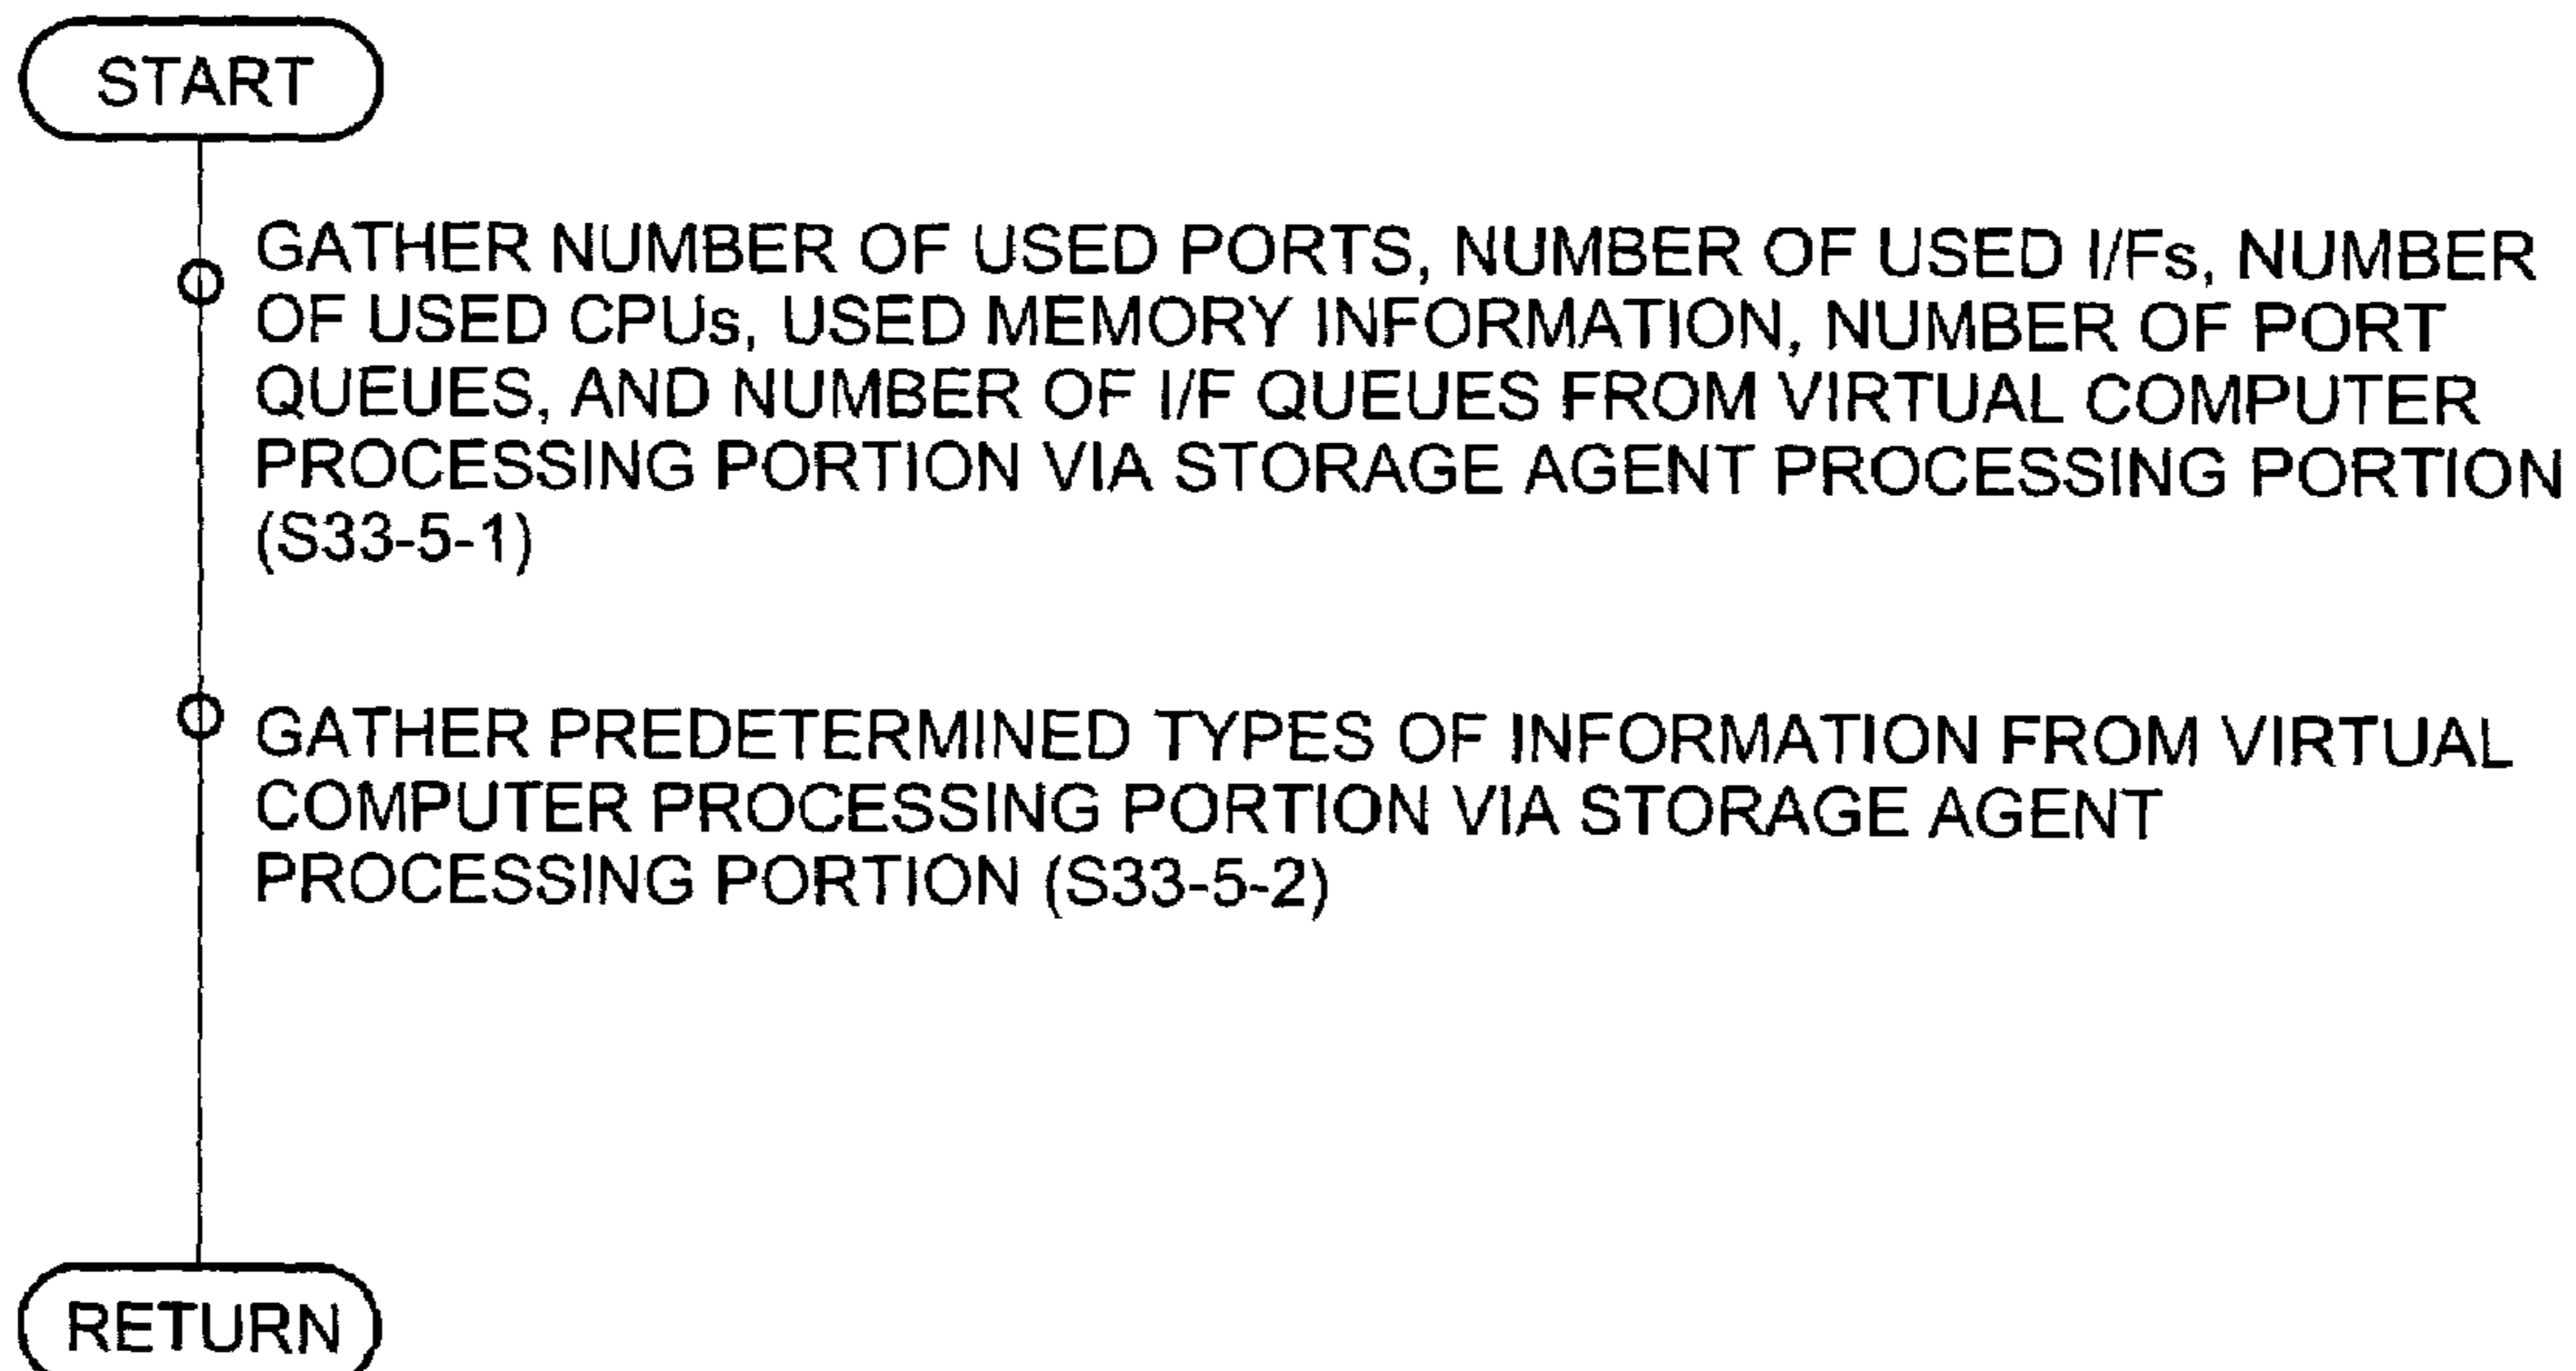 START
GATHER NUMBER OF USED PORTS, NUMBER OF USED I/Fs, NUMBER
OF USED CPUs, USED MEMORY INFORMATION, NUMBER OF PORT
QUEUES, AND NUMBER OF I/F QUEUES FROM VIRTUAL COMPUTER
PROCESSING PORTION VIA STORAGE AGENT PROCESSING PORTION
(S33-5-1)
GATHER PREDETERMINED TYPES OF INFORMATION FROM VIRTUAL
COMPUTER PROCESSING PORTION VIA STORAGE AGENT
PROCESSING PORTION (S33-5-2)
RETURN